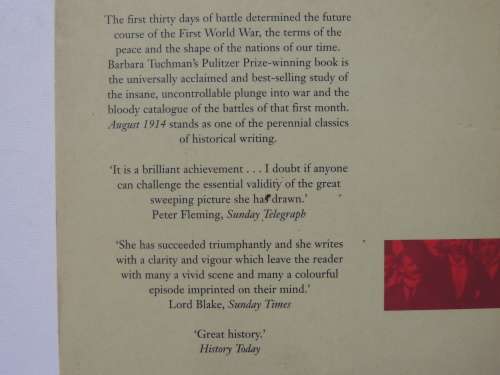 The first thirty days of battle determined the future
course of the First World War, the terms of the
peace and the shape of the nations of our time.
Barbara Tuchman's Pulitzer Prize-winning book is
the universally acclaimed and best-selling study of
the insane, uncontrollable plunge into war and the
bloody catalogue of the battles of that first month.
August 1914 stands as one of the perennial classics
of historical writing.
'It is a brilliant achievement . . . I doubt if anyone
can challenge the essential validity of the great
sweeping picture she has drawn.'
Peter Fleming, Sunday Telegraph
'She has succeeded triumphantly and she writes
with a clarity and vigour which leave the reader
with many a vivid scene and many a colourful
episode imprinted on their mind.'
Lord Blake, Sunday Times
'Great history.'
History Today